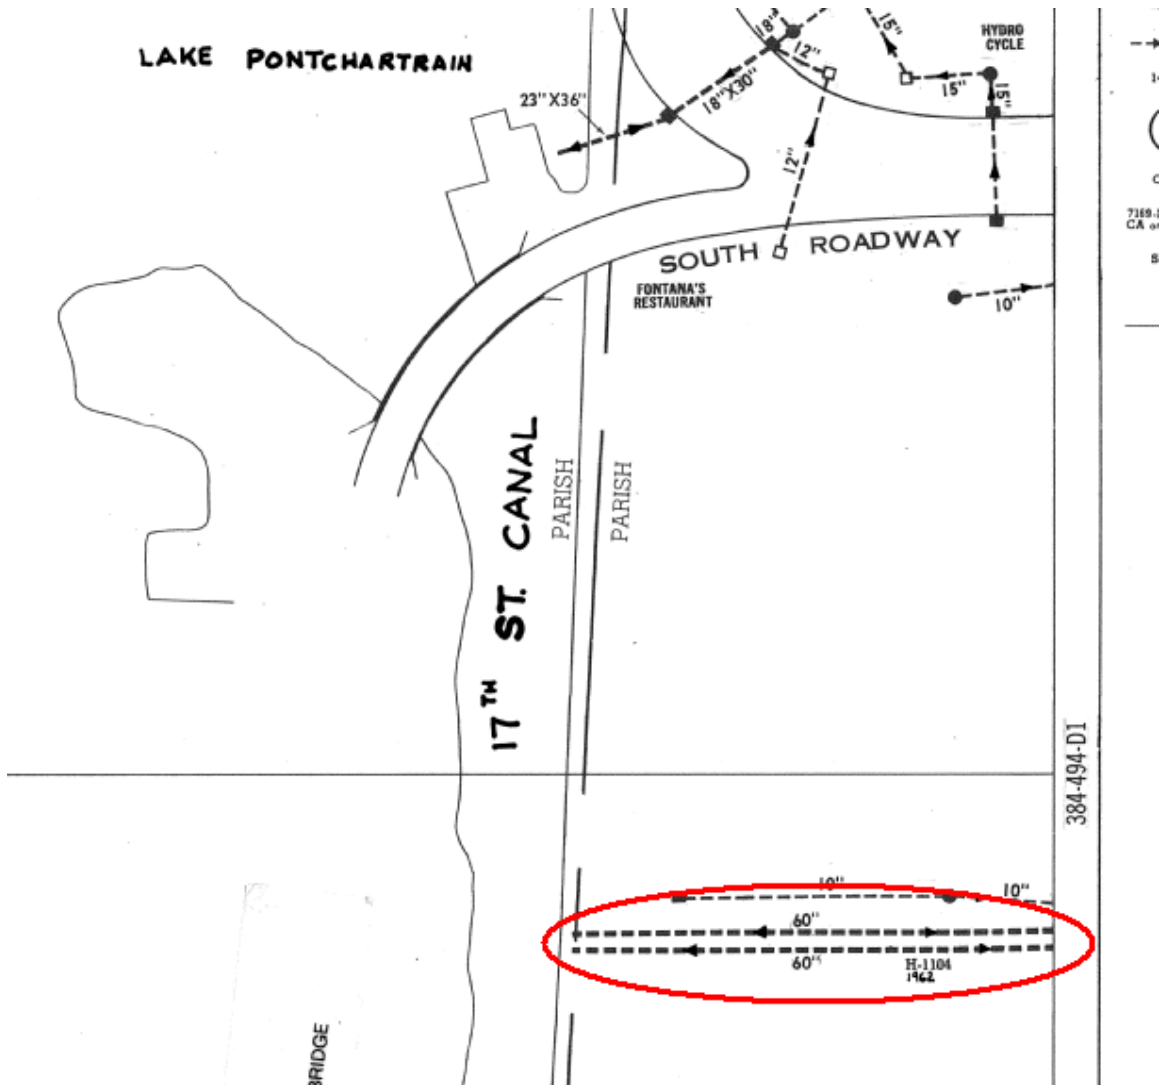 LAKE PONTCHARTRAIN
18"
12"
15"
HYDRO
CYCLE
23"X36"
18"X30"
15"
15"
12"
SOUTH ROADWAY
FONTANA'S
RESTAURANT
10"
17TH ST. CANAL
PARISH
PARISH
384-494-D1
10"
10"
60"
60"
H-1104
1962
BRIDGE